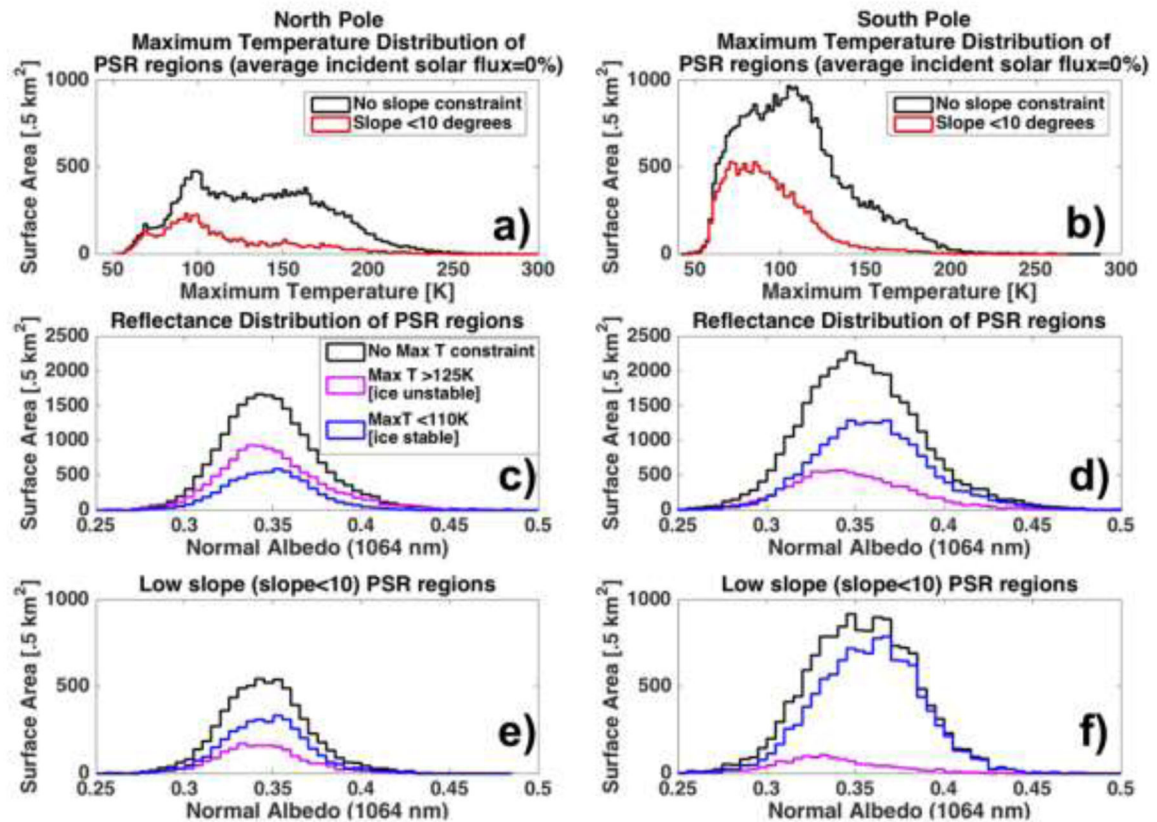 North Pole
Maximum Temperature Distribution of
PSR regions (average incident solar flux=0%)
1000
500
0
Surface Area [.5 km²]
No slope constraint
Slope <10 degrees
a)
50 100 150 200 250 300
Maximum Temperature [K]
South Pole
Maximum Temperature Distribution of
PSR regions (average incident solar flux=0%)
1000
500
0
Surface Area [.5 km²]
No slope constraint
Slope <10 degrees
b)
50 100 150 200 250 300
Maximum Temperature [K]
Reflectance Distribution of PSR regions
2500
2000
1500
1000
500
0
Surface Area [.5 km²]
No Max T constraint
Max T >125K
[ice unstable]
MaxT <110K
[ice stable]
c)
0.25 0.3 0.35 0.4 0.45 0.5
Normal Albedo (1064 nm)
Reflectance Distribution of PSR regions
2500
2000
1500
1000
500
0
Surface Area [.5 km²]
d)
0.25 0.3 0.35 0.4 0.45 0.5
Normal Albedo (1064 nm)
Low slope (slope<10) PSR regions
1000
500
0
Surface Area [.5 km²]
e)
0.25 0.3 0.35 0.4 0.45 0.5
Normal Albedo (1064 nm)
Low slope (slope<10) PSR regions
1000
500
0
Surface Area [.5 km²]
f)
0.25 0.3 0.35 0.4 0.45 0.5
Normal Albedo (1064 nm)